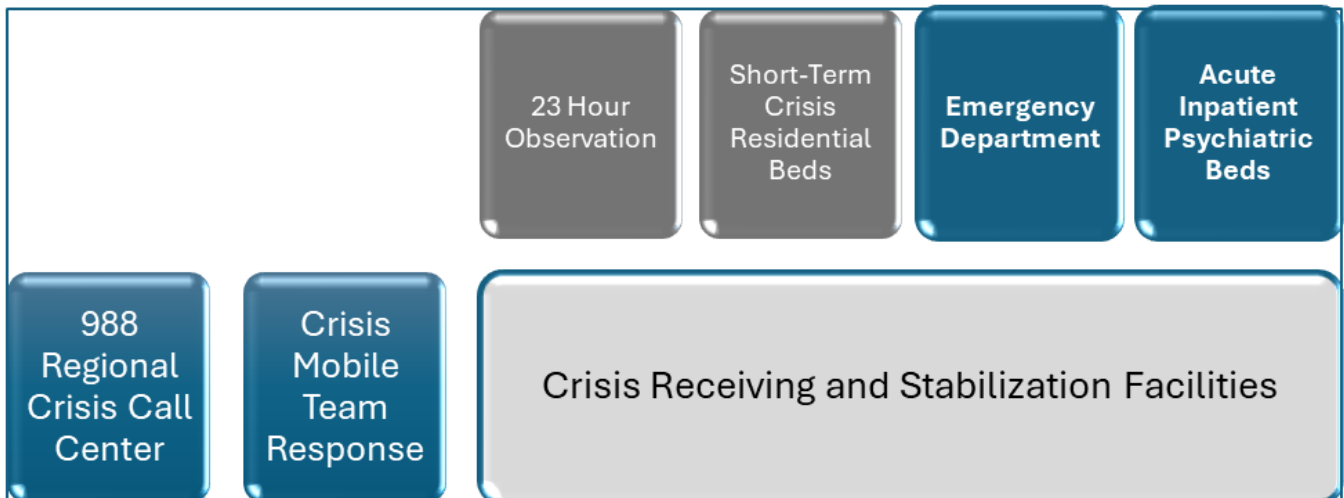 23 Hour
Observation
Short-Term
Crisis
Residential
Beds
Emergency
Department
Acute
Inpatient
Psychiatric
Beds
988
Regional
Crisis Call
Center
Crisis
Mobile
Team
Response
Crisis Receiving and Stabilization Facilities